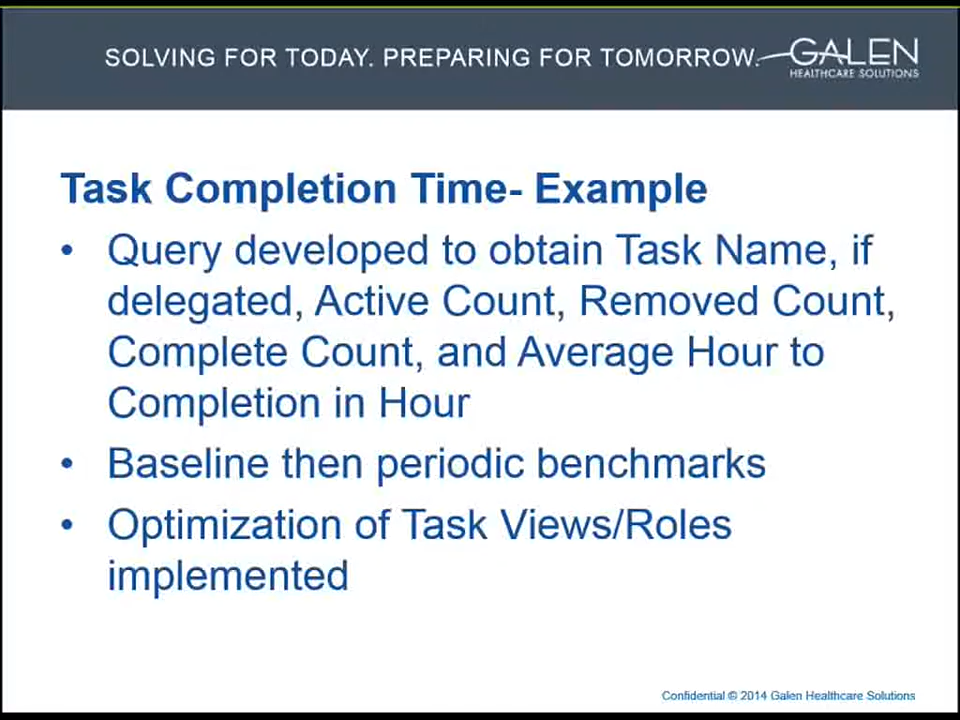 SOLVING FOR TODAY. PREPARING FOR TOMORROW.
GALEN
HEALTHCARE SOLUTIONS
Task Completion Time- Example
• Query developed to obtain Task Name, if
delegated, Active Count, Removed Count,
Complete Count, and Average Hour to
Completion in Hour
• Baseline then periodic benchmarks
• Optimization of Task Views/Roles
implemented
Confidential © 2014 Galen Healthcare Solutions